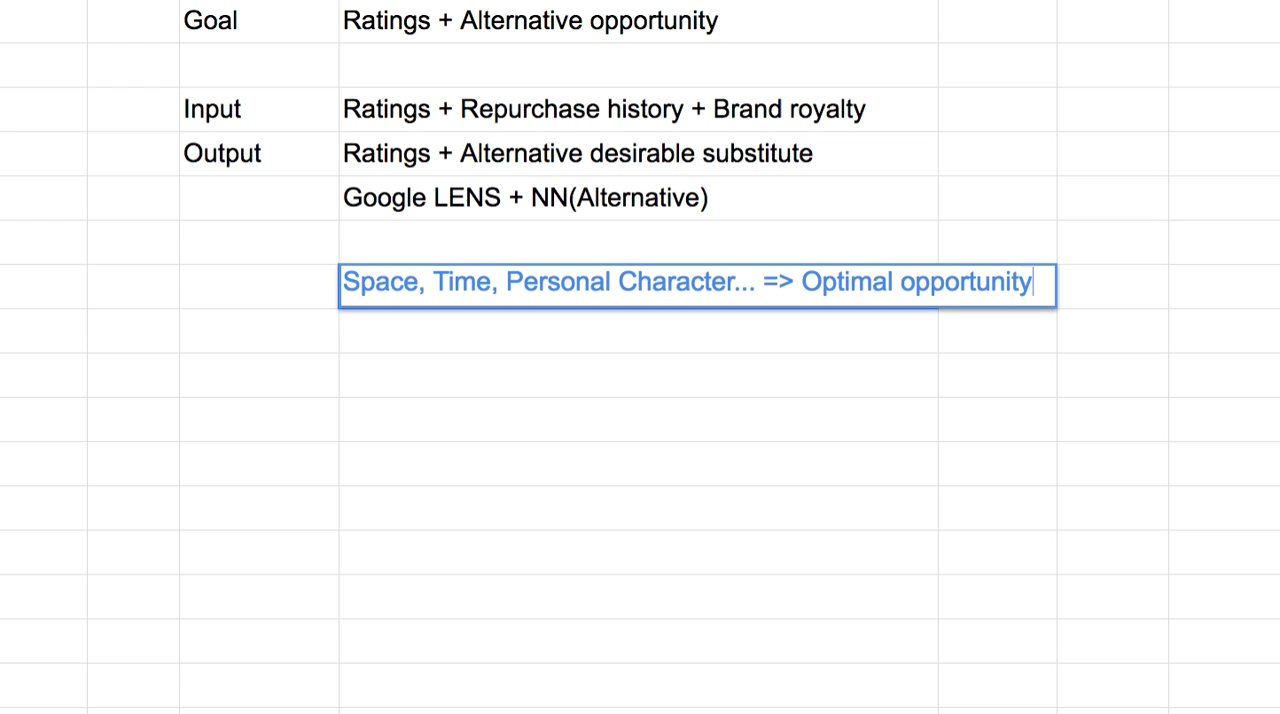 Goal Ratings + Alternative opportunity
Input Ratings + Repurchase history + Brand royalty
Output Ratings + Alternative desirable substitute
Google LENS + NN(Alternative)
Space, Time, Personal Character... => Optimal opportunity